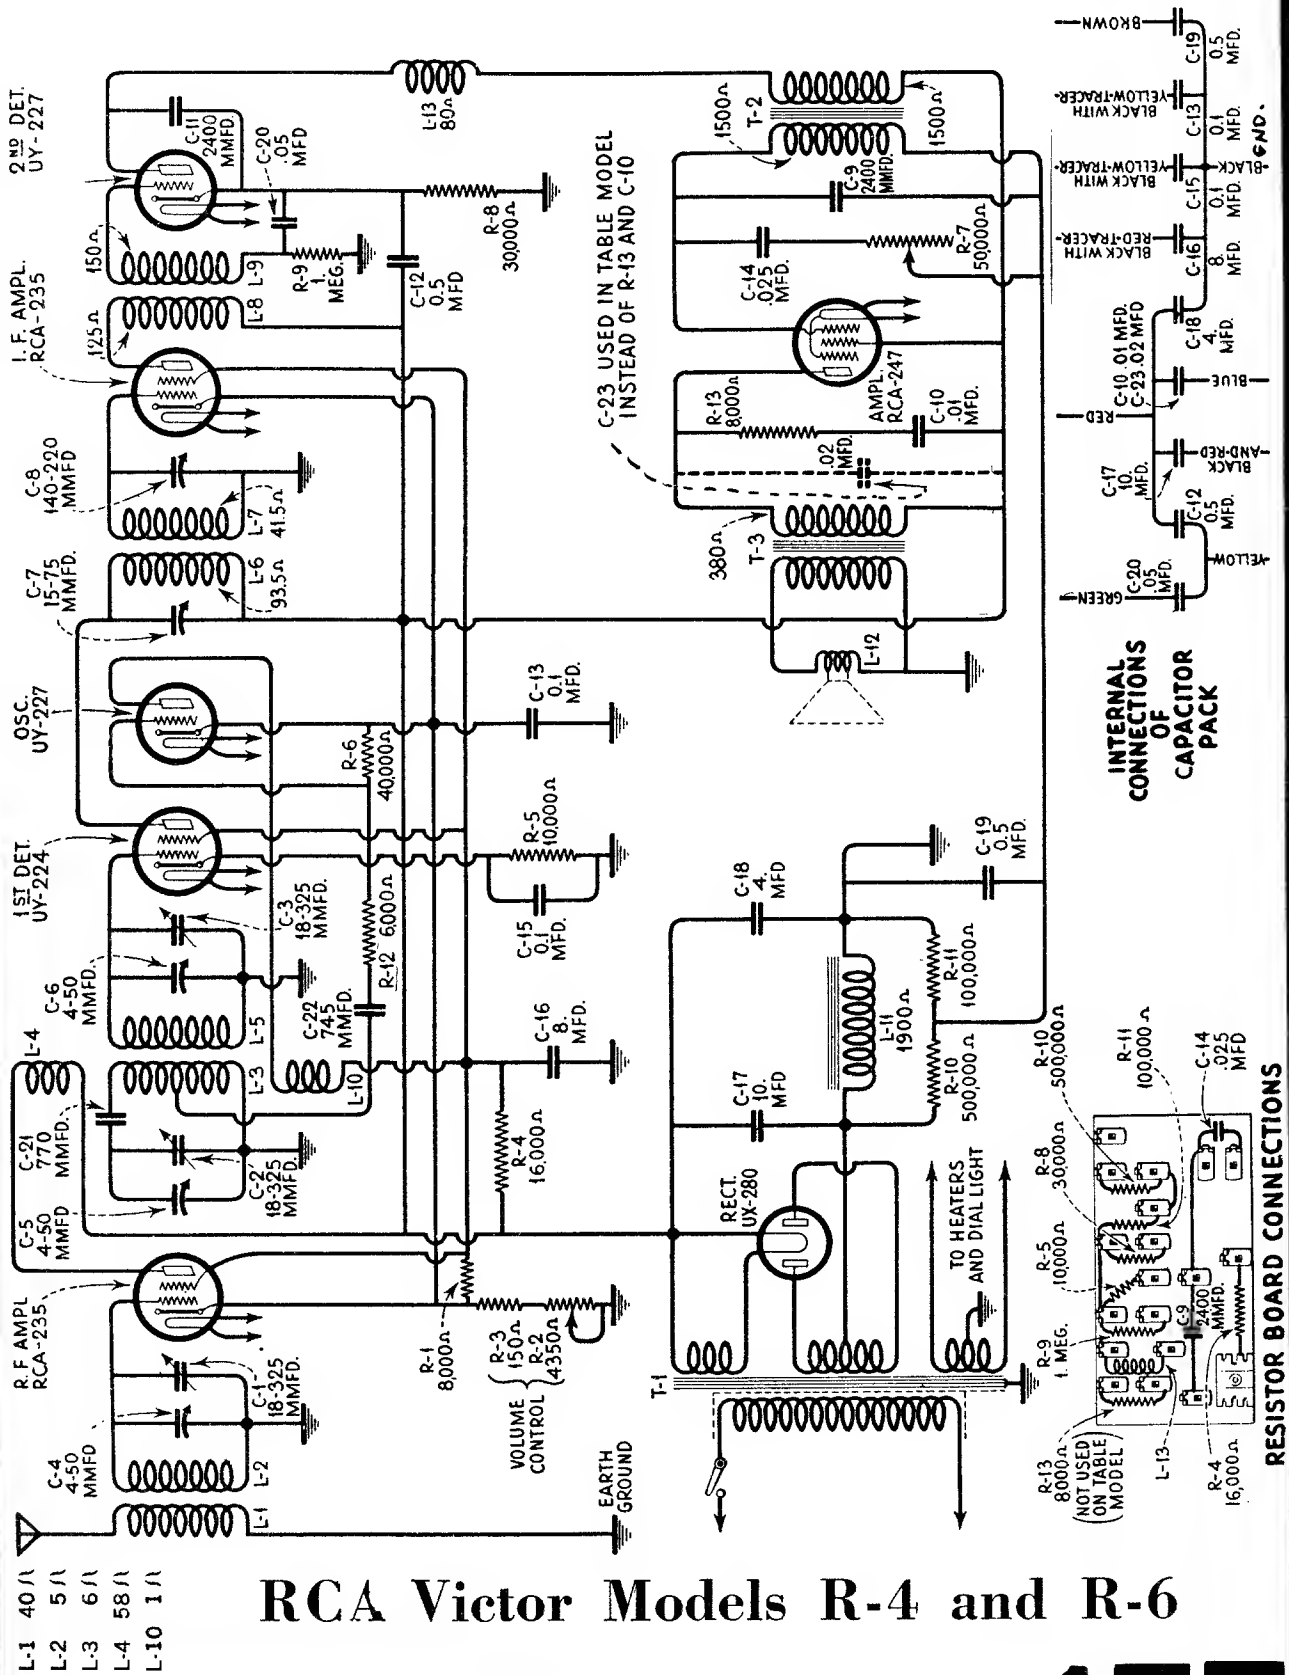 L-1 40Ω
L-2 5Ω
L-3 6Ω
L-4 58Ω
L-10 1Ω
R.F AMPL
RCA-235
1ST DET.
UY-224
OSC.
UY-227
I.F. AMPL.
RCA-235
2ND DET.
UY-227
C-4
4-50
MMFD
C-1
18-325
MMFD.
L-1
L-2
C-5
4-50
MMFD
C-21
770
MMFD.
C-2
18-325
MMFD.
L-4
L-3
L-5
C-6
4-50
MMFD.
C-3
18-325
MMFD.
L-10
C-22
745
MMFD.
R-12
6,000Ω
R-6
40,000Ω
C-7
15-75
MMFD.
L-6
93.5Ω
C-8
140-220
MMFD
L-7
41.5Ω
125Ω
L-8
150Ω
L-9
R-9
1
MEG.
C-20
.05
MFD
C-11
2400
MMFD.
C-12
0.5
MFD
R-8
30,000Ω
L-13
80Ω
R-1
8,000Ω
VOLUME
CONTROL
R-3
150Ω
R-2
4350Ω
EARTH
GROUND
R-4
16,000Ω
C-16
8.
MFD.
C-15
0.1
MFD.
R-5
10,000Ω
C-13
0.1
MFD.
C-23 USED IN TABLE MODEL
INSTEAD OF R-13 AND C-10
T-1
RECT.
UX-280
TO HEATERS
AND DIAL LIGHT
C-17
10.
MFD
C-18
4.
MFD
L-11
1900Ω
R-10
500,000Ω
R-11
100,000Ω
C-19
0.5
MFD.
L-12
T-3
380Ω
.02
MFD.
R-13
8,000Ω
C-10
.01
MFD.
AMPL.
RCA-247
C-14
.025
MFD.
R-7
50,000Ω
C-9
2400
MMFD.
1500Ω
T-2
1500Ω
INTERNAL
CONNECTIONS
OF
CAPACITOR
PACK
GREEN
C-20
.05
MFD.
YELLOW
C-12
0.5
MFD.
C-17
10.
MFD.
BLACK
AND-RED
RED
C-10 .01 MFD.
C-23 .02 MFD
BLUE
C-18
4.
MFD.
BLACK WITH
RED-TRACER
C-16
8.
MFD.
BLACK WITH
YELLOW-TRACER
C-15
0.1
MFD.
BLACK
GND.
BLACK WITH
YELLOW-TRACER
C-13
0.1
MFD.
BROWN
C-19
0.5
MFD.
R-13
8,000Ω
(NOT USED
ON TABLE
MODEL)
L-13
R-4
16,000Ω
R-9
1. MEG.
C-9
2400
MMFD.
R-5
10,000Ω
R-8
30,000Ω
R-10
500,000Ω
R-11
100,000Ω
C-14
.025
MFD
RESISTOR BOARD CONNECTIONS
RCA Victor Models R-4 and R-6